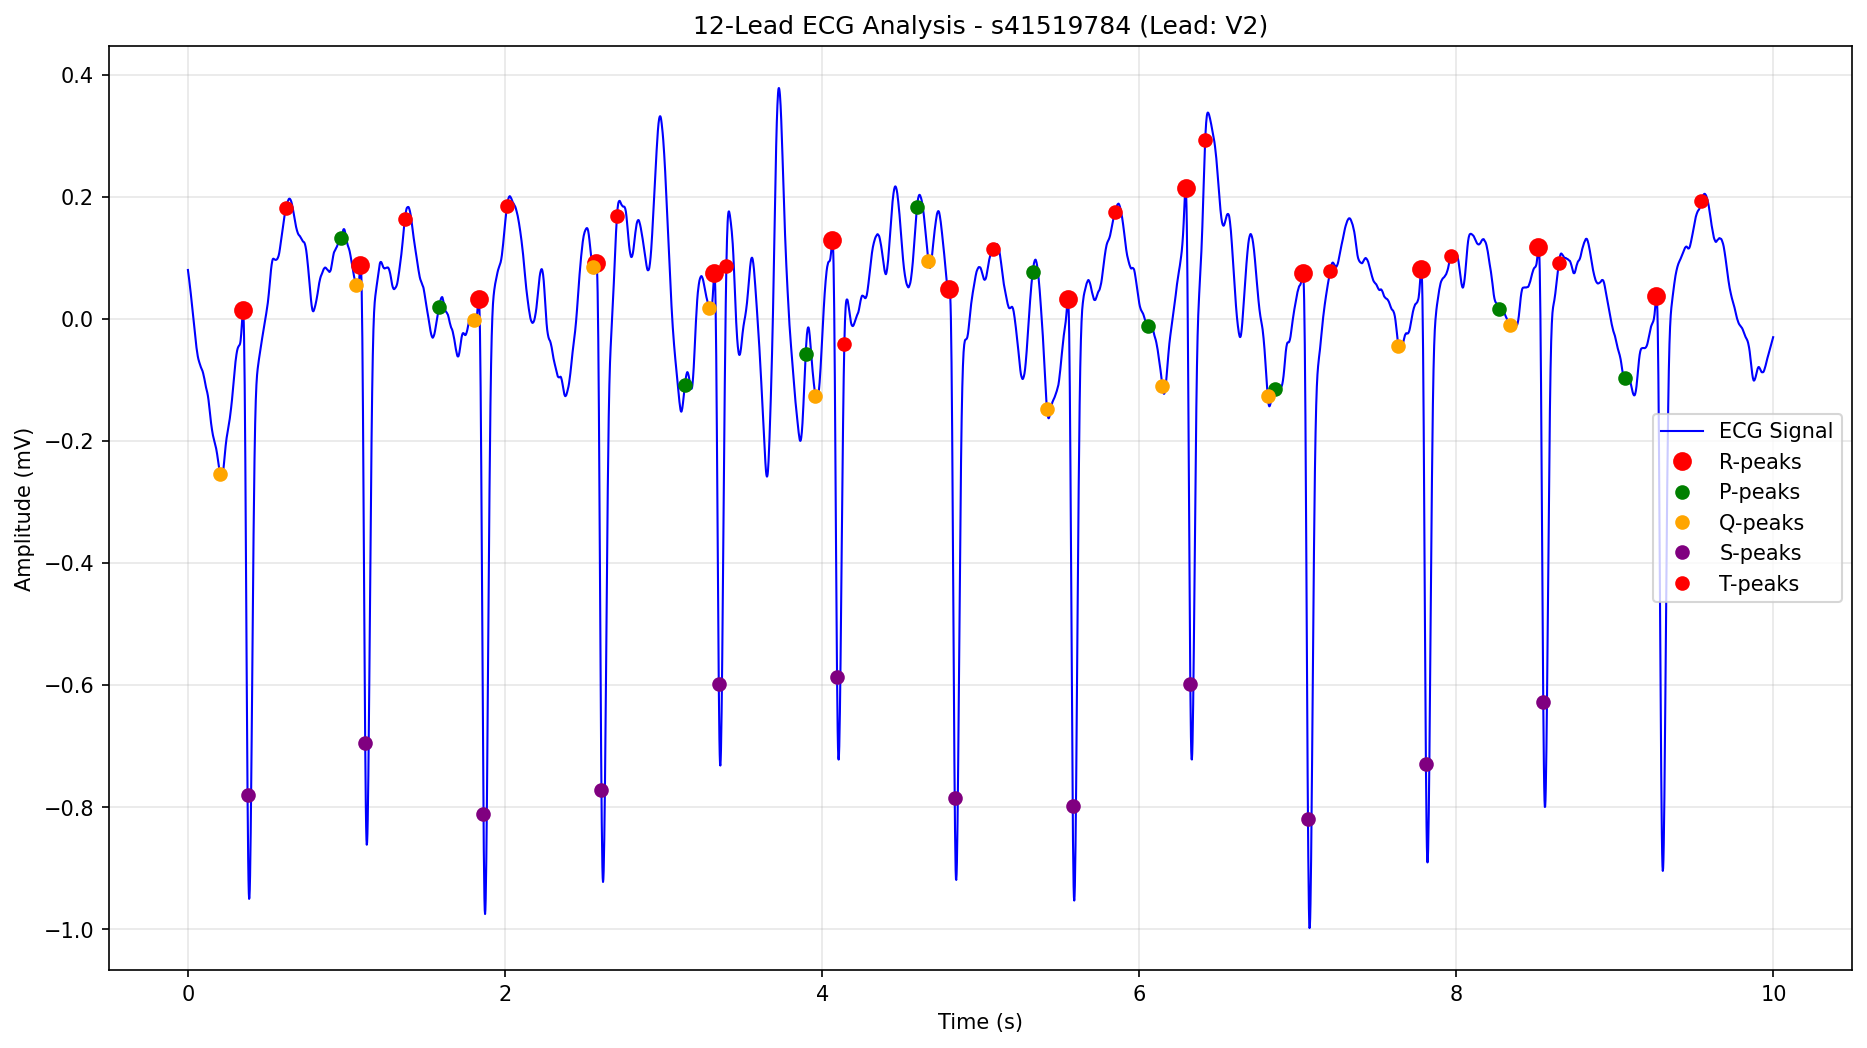 12-Lead ECG Analysis - s41519784 (Lead: V2)
Amplitude (mV)
0.4
0.2
0.0
−0.2
−0.4
−0.6
−0.8
−1.0
ECG Signal
R-peaks
P-peaks
Q-peaks
S-peaks
T-peaks
0 2 4 6 8 10
Time (s)